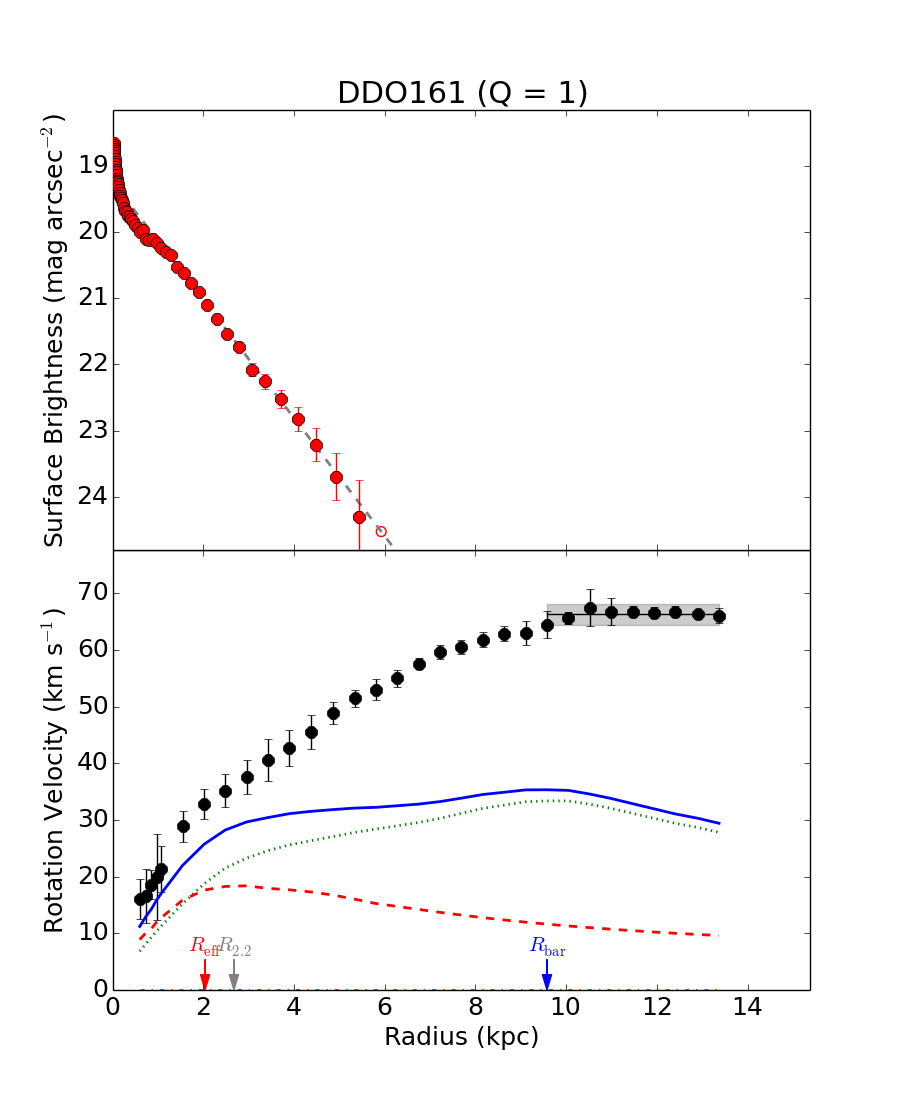 DDO161 (Q = 1)
Surface Brightness (mag arcsec⁻²)
19
20
21
22
23
24
Rotation Velocity (km s⁻¹)
70
60
50
40
30
20
10
0
R_eff
R_2.2
R_bar
0 2 4 6 8 10 12 14
Radius (kpc)